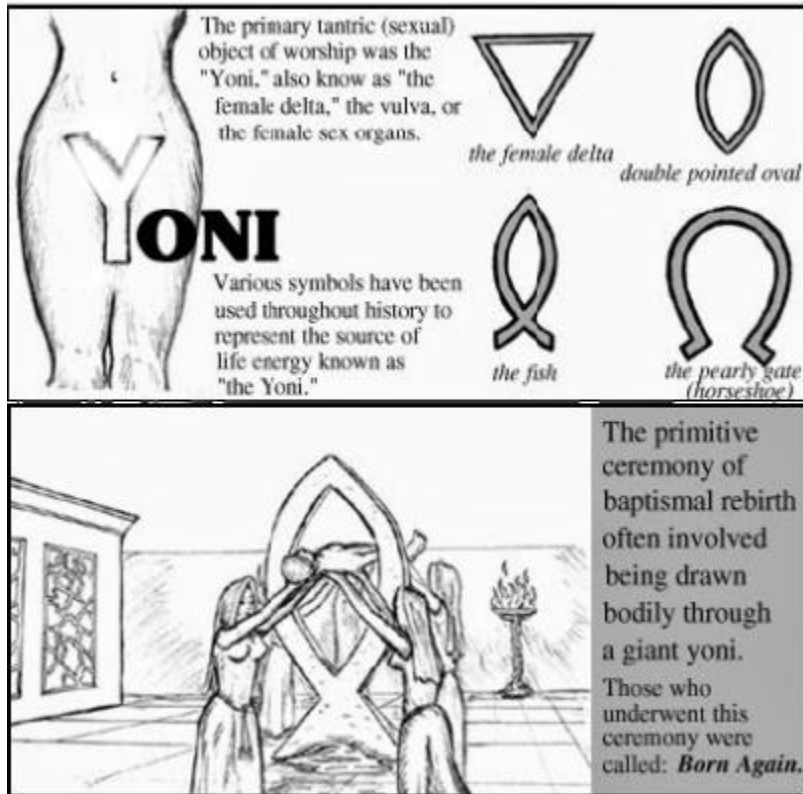 The primary tantric (sexual)
object of worship was the
"Yoni," also know as "the
female delta," the vulva, or
the female sex organs.
the female delta
double pointed oval
YONI
Various symbols have been
used throughout history to
represent the source of
life energy known as
"the Yoni."
the fish
the pearly gate
(horseshoe)
The primitive
ceremony of
baptismal rebirth
often involved
being drawn
bodily through
a giant yoni.
Those who
underwent this
ceremony were
called: Born Again.